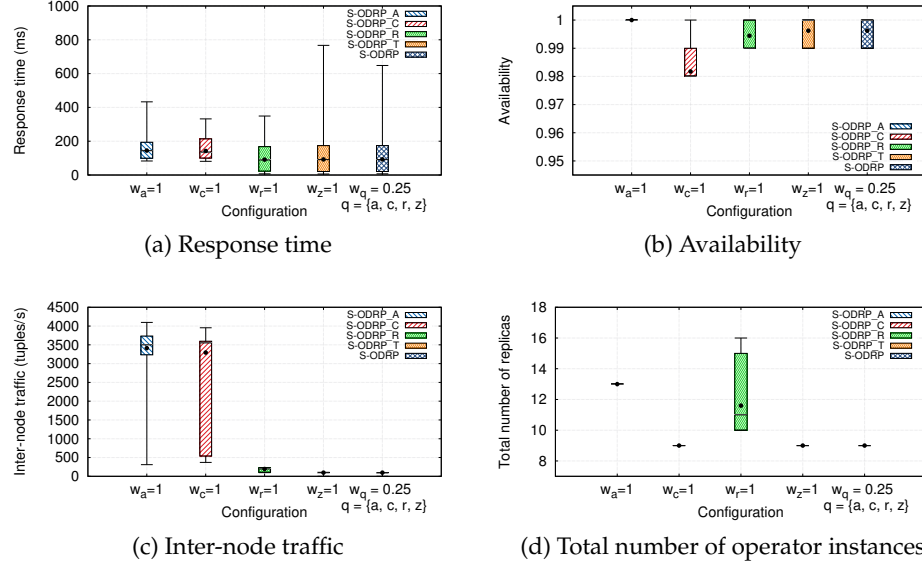 1000
800
600
400
200
0
Response time (ms)
S-ODRP_A
S-ODRP_C
S-ODRP_R
S-ODRP_T
S-ODRP
w_a=1 w_c=1 w_r=1 w_z=1 w_q = 0.25
q = {a, c, r, z}
Configuration
(a) Response time
1
0.99
0.98
0.97
0.96
0.95
Availability
S-ODRP_A
S-ODRP_C
S-ODRP_R
S-ODRP_T
S-ODRP
w_a=1 w_c=1 w_r=1 w_z=1 w_q = 0.25
q = {a, c, r, z}
Configuration
(b) Availability
4500
4000
3500
3000
2500
2000
1500
1000
500
0
Inter-node traffic (tuples/s)
S-ODRP_A
S-ODRP_C
S-ODRP_R
S-ODRP_T
S-ODRP
w_a=1 w_c=1 w_r=1 w_z=1 w_q = 0.25
q = {a, c, r, z}
Configuration
(c) Inter-node traffic
18
16
14
12
10
8
Total number of replicas
S-ODRP_A
S-ODRP_C
S-ODRP_R
S-ODRP_T
S-ODRP
w_a=1 w_c=1 w_r=1 w_z=1 w_q = 0.25
q = {a, c, r, z}
Configuration
(d) Total number of operator instances